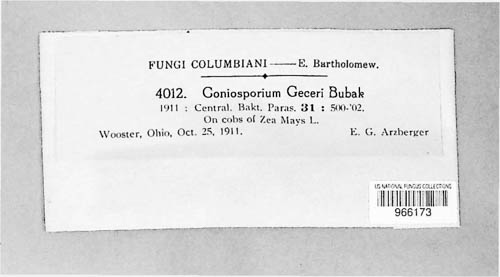 FUNGI COLUMBIANI — E. Bartholomew.
4012. Goniosporium Geceri Bubak
1911 : Central. Bakt. Paras. 31 : 500-'02.
On cobs of Zea Mays L.
Wooster, Ohio, Oct. 25, 1911. E. G. Arzberger
US NATIONAL FUNGUS COLLECTIONS
966173